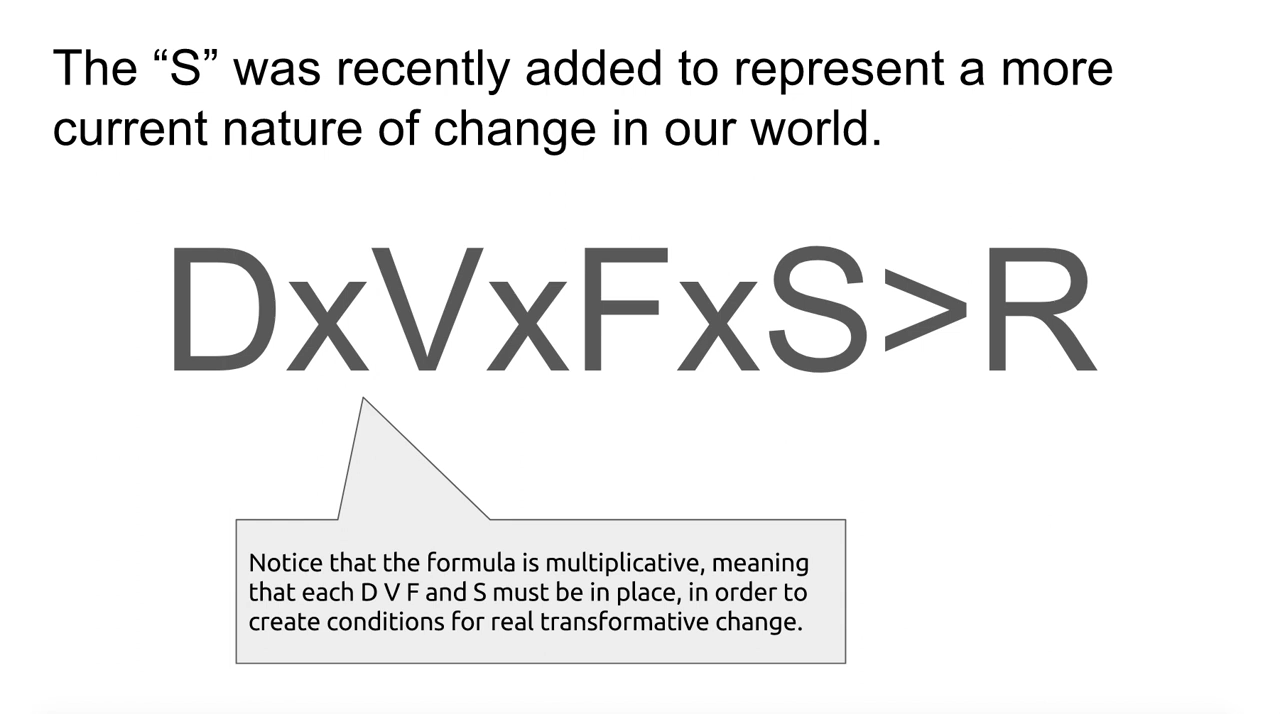 The “S” was recently added to represent a more
current nature of change in our world.
DxVxFxS>R
Notice that the formula is multiplicative, meaning
that each D V F and S must be in place, in order to
create conditions for real transformative change.